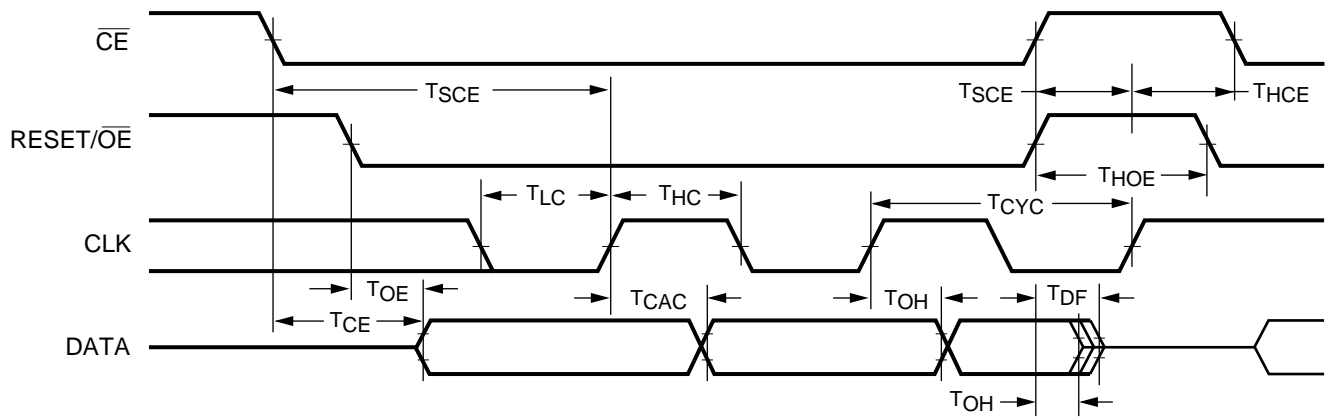 CE
TSCE
TSCE
THCE
RESET/OE
THOE
TLC
THC
TCYC
CLK
TOE
TCAC
TOH
TDF
TCE
DATA
TOH